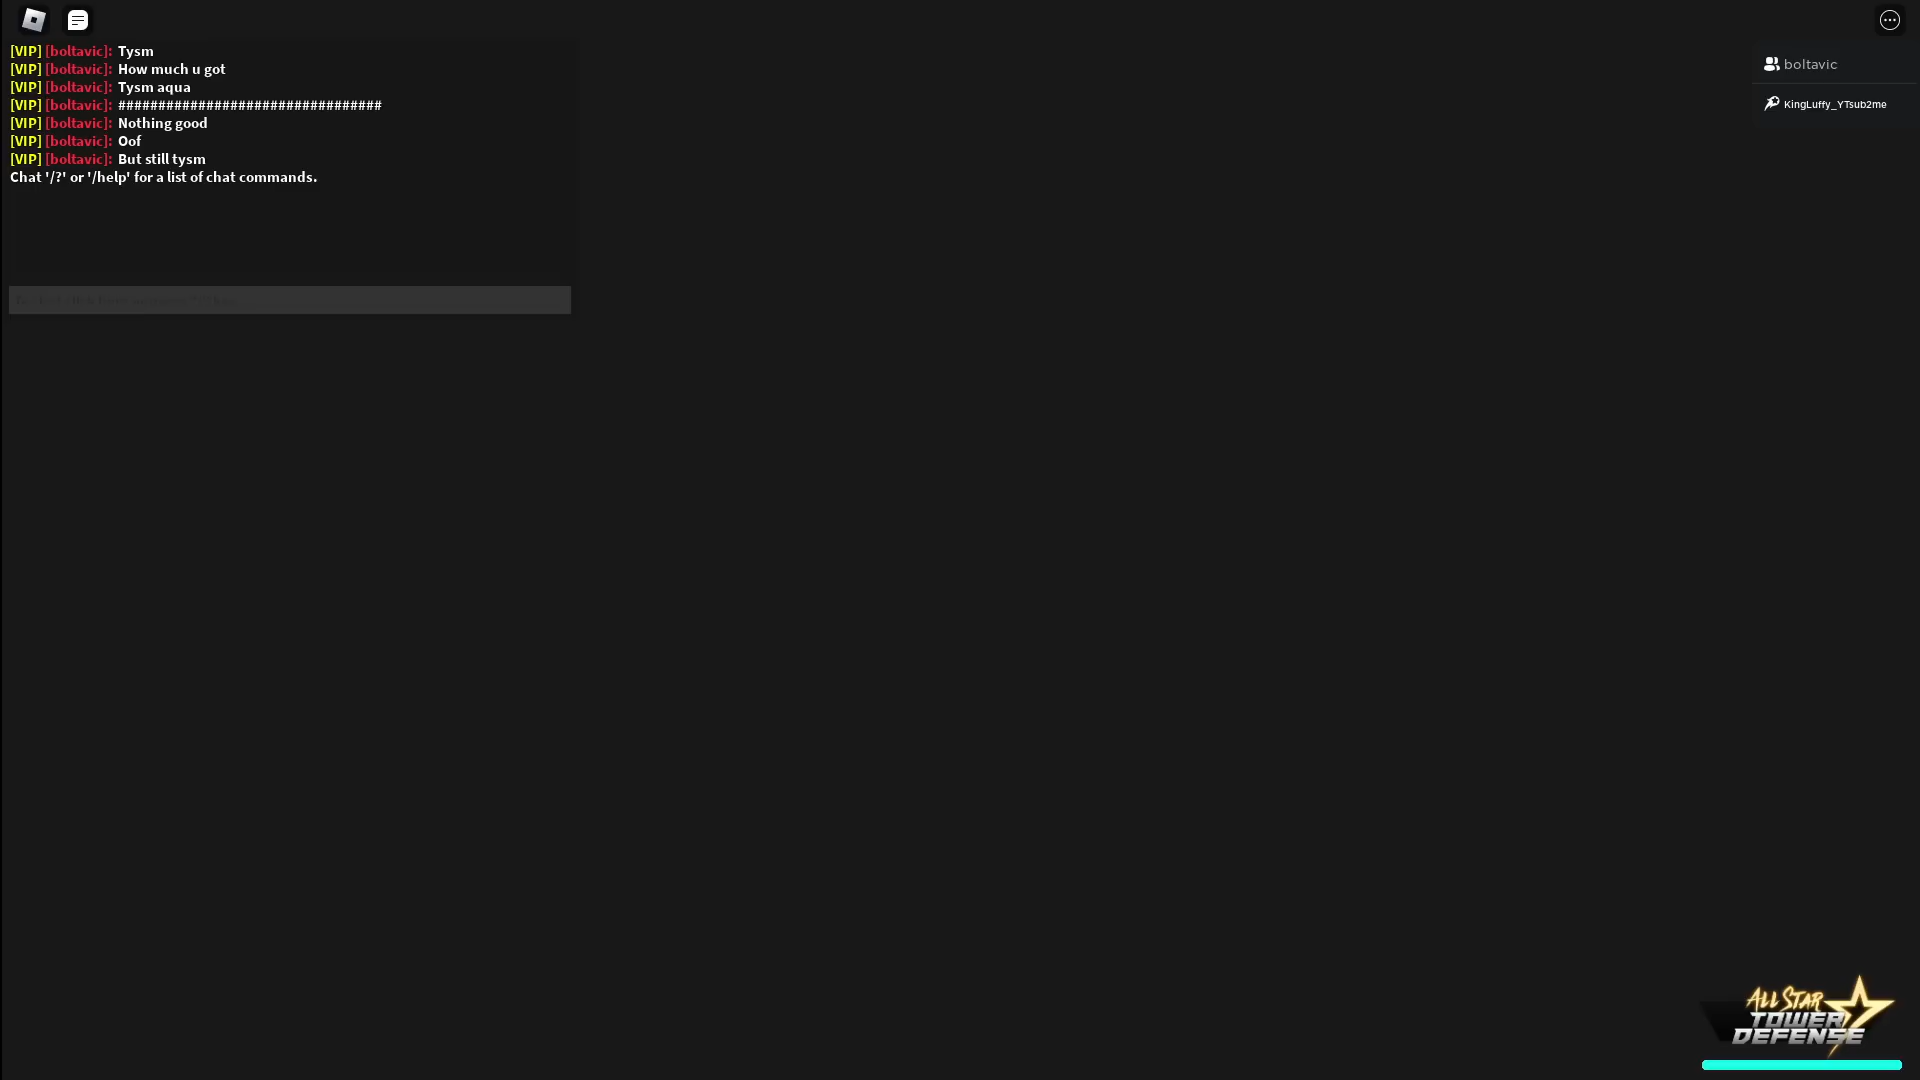 [VIP] [boltavic]: Tysm
[VIP] [boltavic]: How much u got
[VIP] [boltavic]: Tysm aqua
[VIP] [boltavic]: #################################
[VIP] [boltavic]: Nothing good
[VIP] [boltavic]: Oof
[VIP] [boltavic]: But still tysm
Chat '/?' or '/help' for a list of chat commands.
boltavic
KingLuffy_YTsub2me
ALL STAR
TOWER
DEFENSE